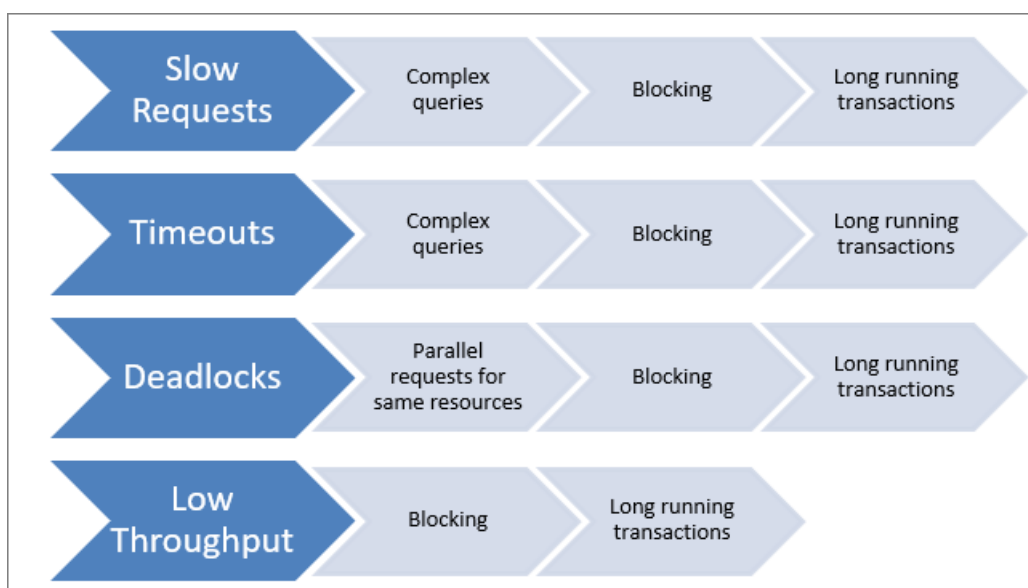 Slow
Requests
Complex
queries
Blocking
Long running
transactions
Timeouts
Complex
queries
Blocking
Long running
transactions
Deadlocks
Parallel
requests for
same resources
Blocking
Long running
transactions
Low
Throughput
Blocking
Long running
transactions